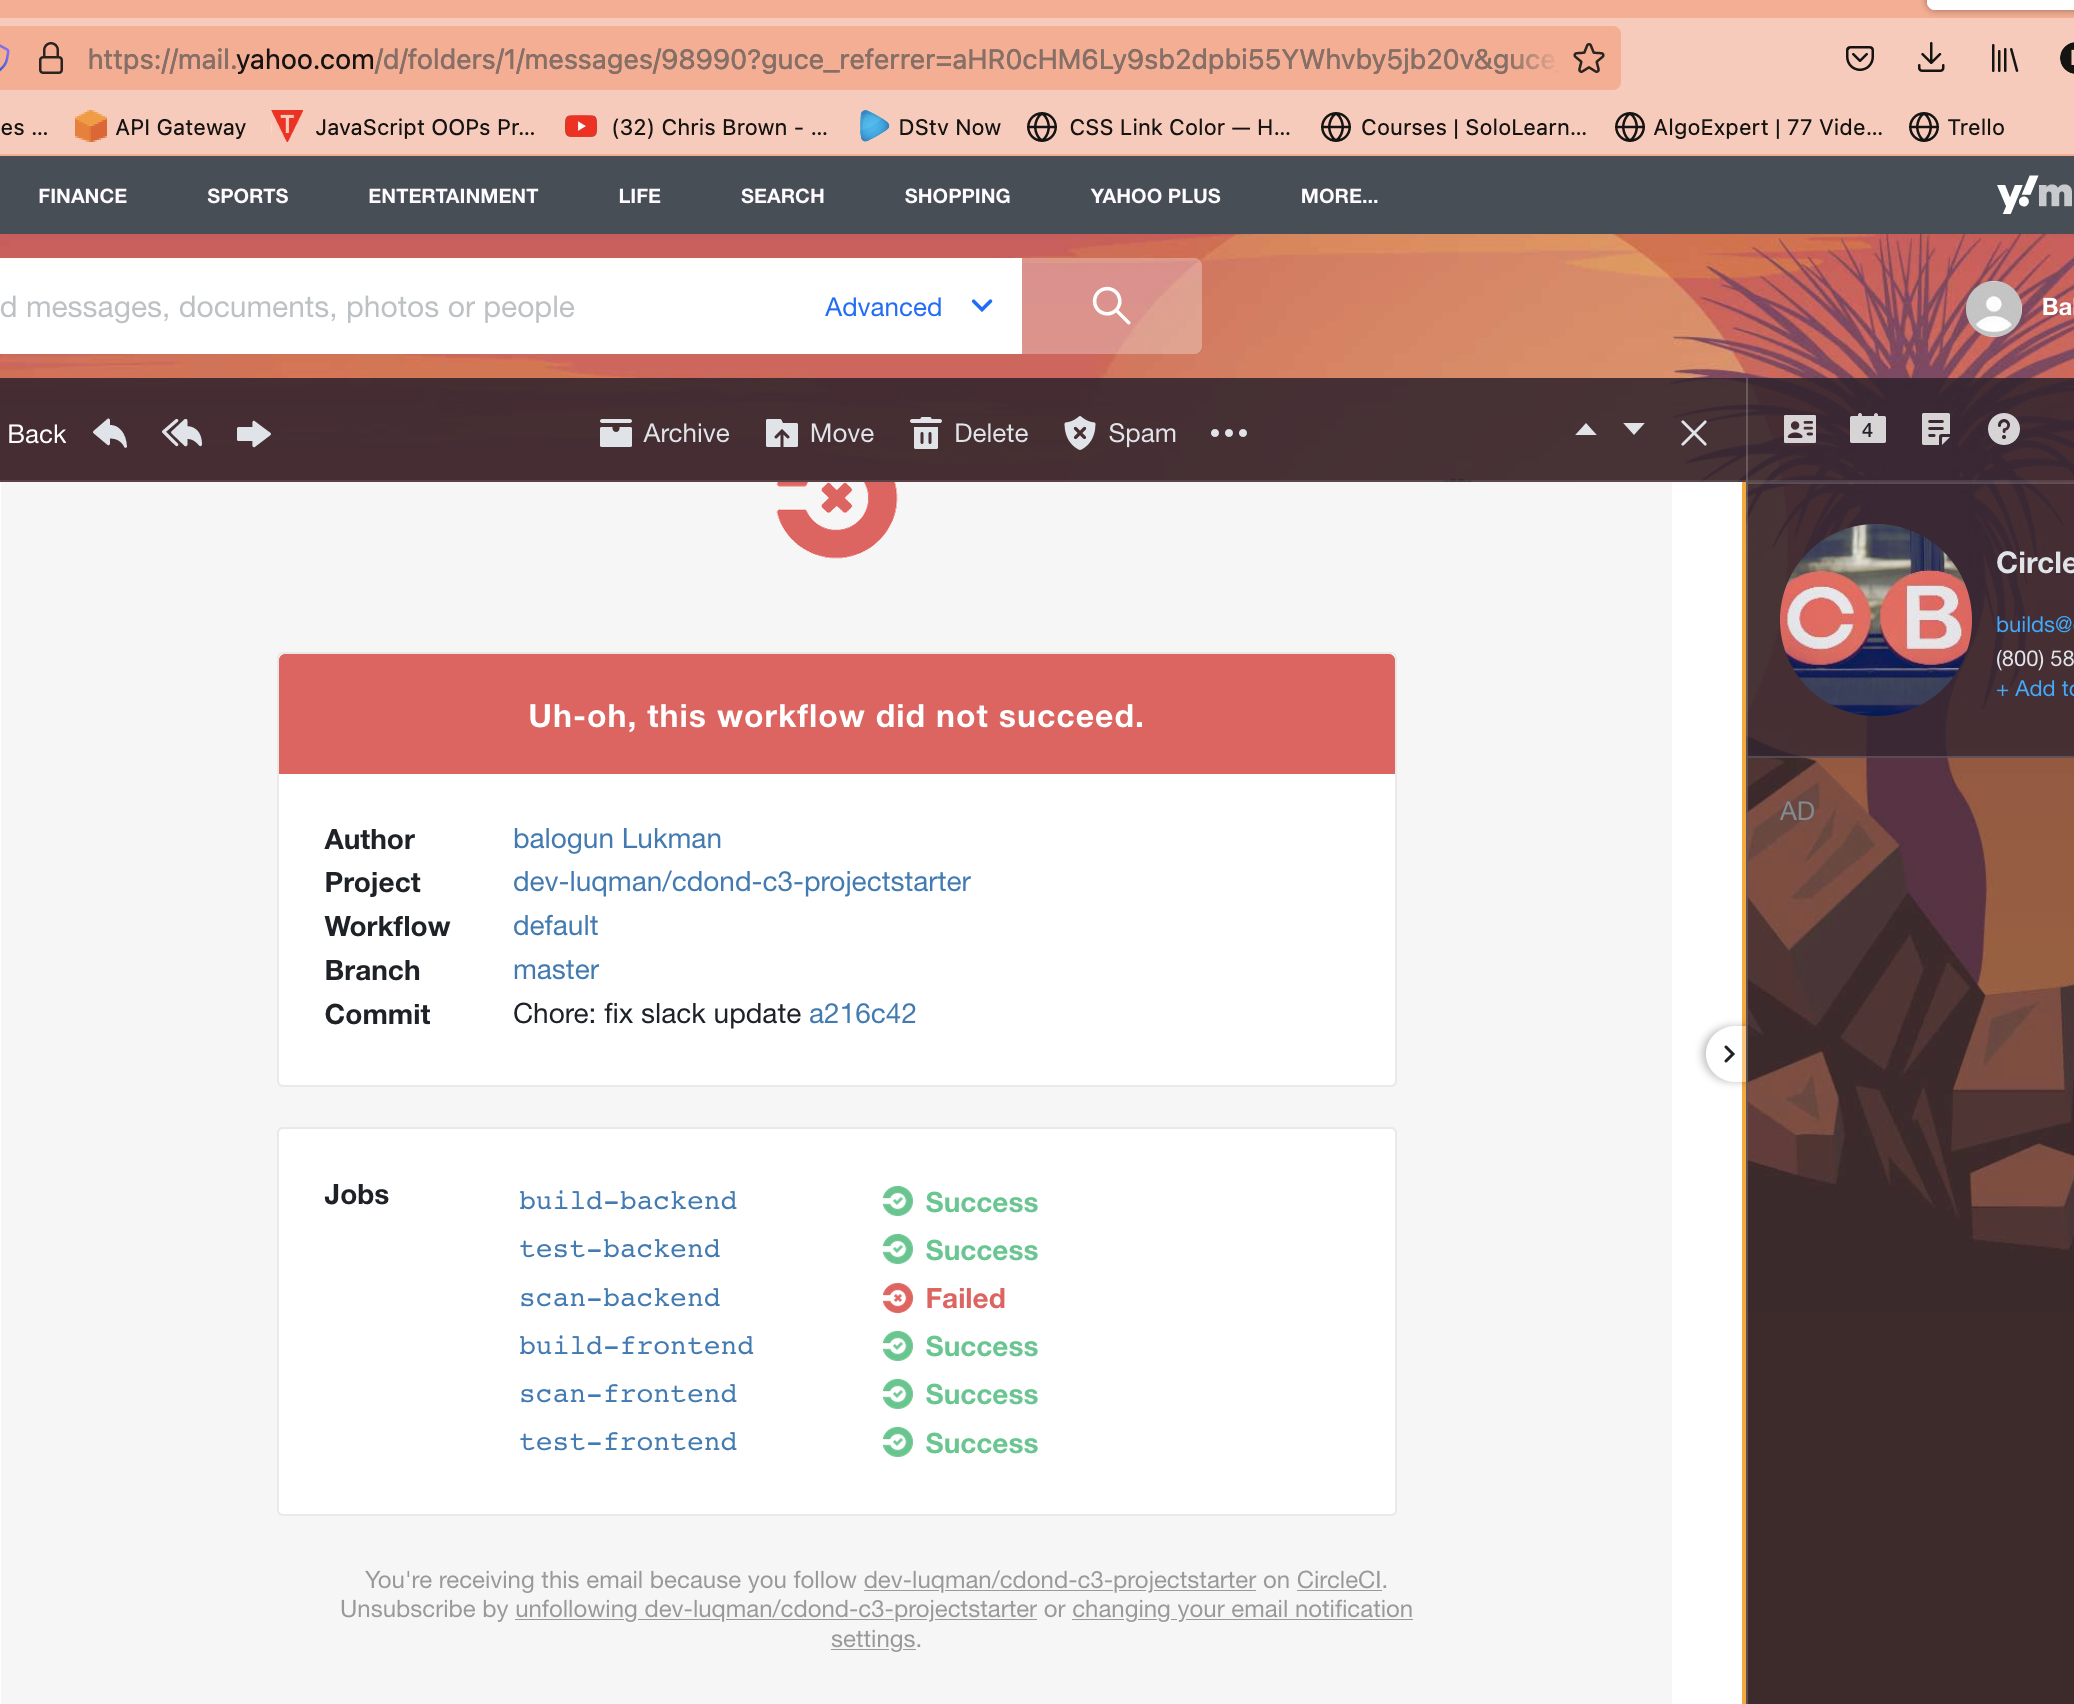 https://mail.yahoo.com/d/folders/1/messages/98990?guce_referrer=aHR0cHM6Ly9sb2dpbi55YWhvby5jb20v&guce
es ... API Gateway JavaScript OOPs Pr... (32) Chris Brown - ... DStv Now CSS Link Color — H... Courses | SoloLearn... AlgoExpert | 77 Vide... Trello
FINANCE SPORTS ENTERTAINMENT LIFE SEARCH SHOPPING YAHOO PLUS MORE... y!m
d messages, documents, photos or people Advanced Ba
Back Archive Move Delete Spam 4 ?
C B
Circle
builds@
(800) 58
+ Add to
AD
Uh-oh, this workflow did not succeed.
Author balogun Lukman
Project dev-luqman/cdond-c3-projectstarter
Workflow default
Branch master
Commit Chore: fix slack update a216c42
Jobs build-backend Success
test-backend Success
scan-backend Failed
build-frontend Success
scan-frontend Success
test-frontend Success
You're receiving this email because you follow dev-luqman/cdond-c3-projectstarter on CircleCI.
Unsubscribe by unfollowing dev-luqman/cdond-c3-projectstarter or changing your email notification
settings.